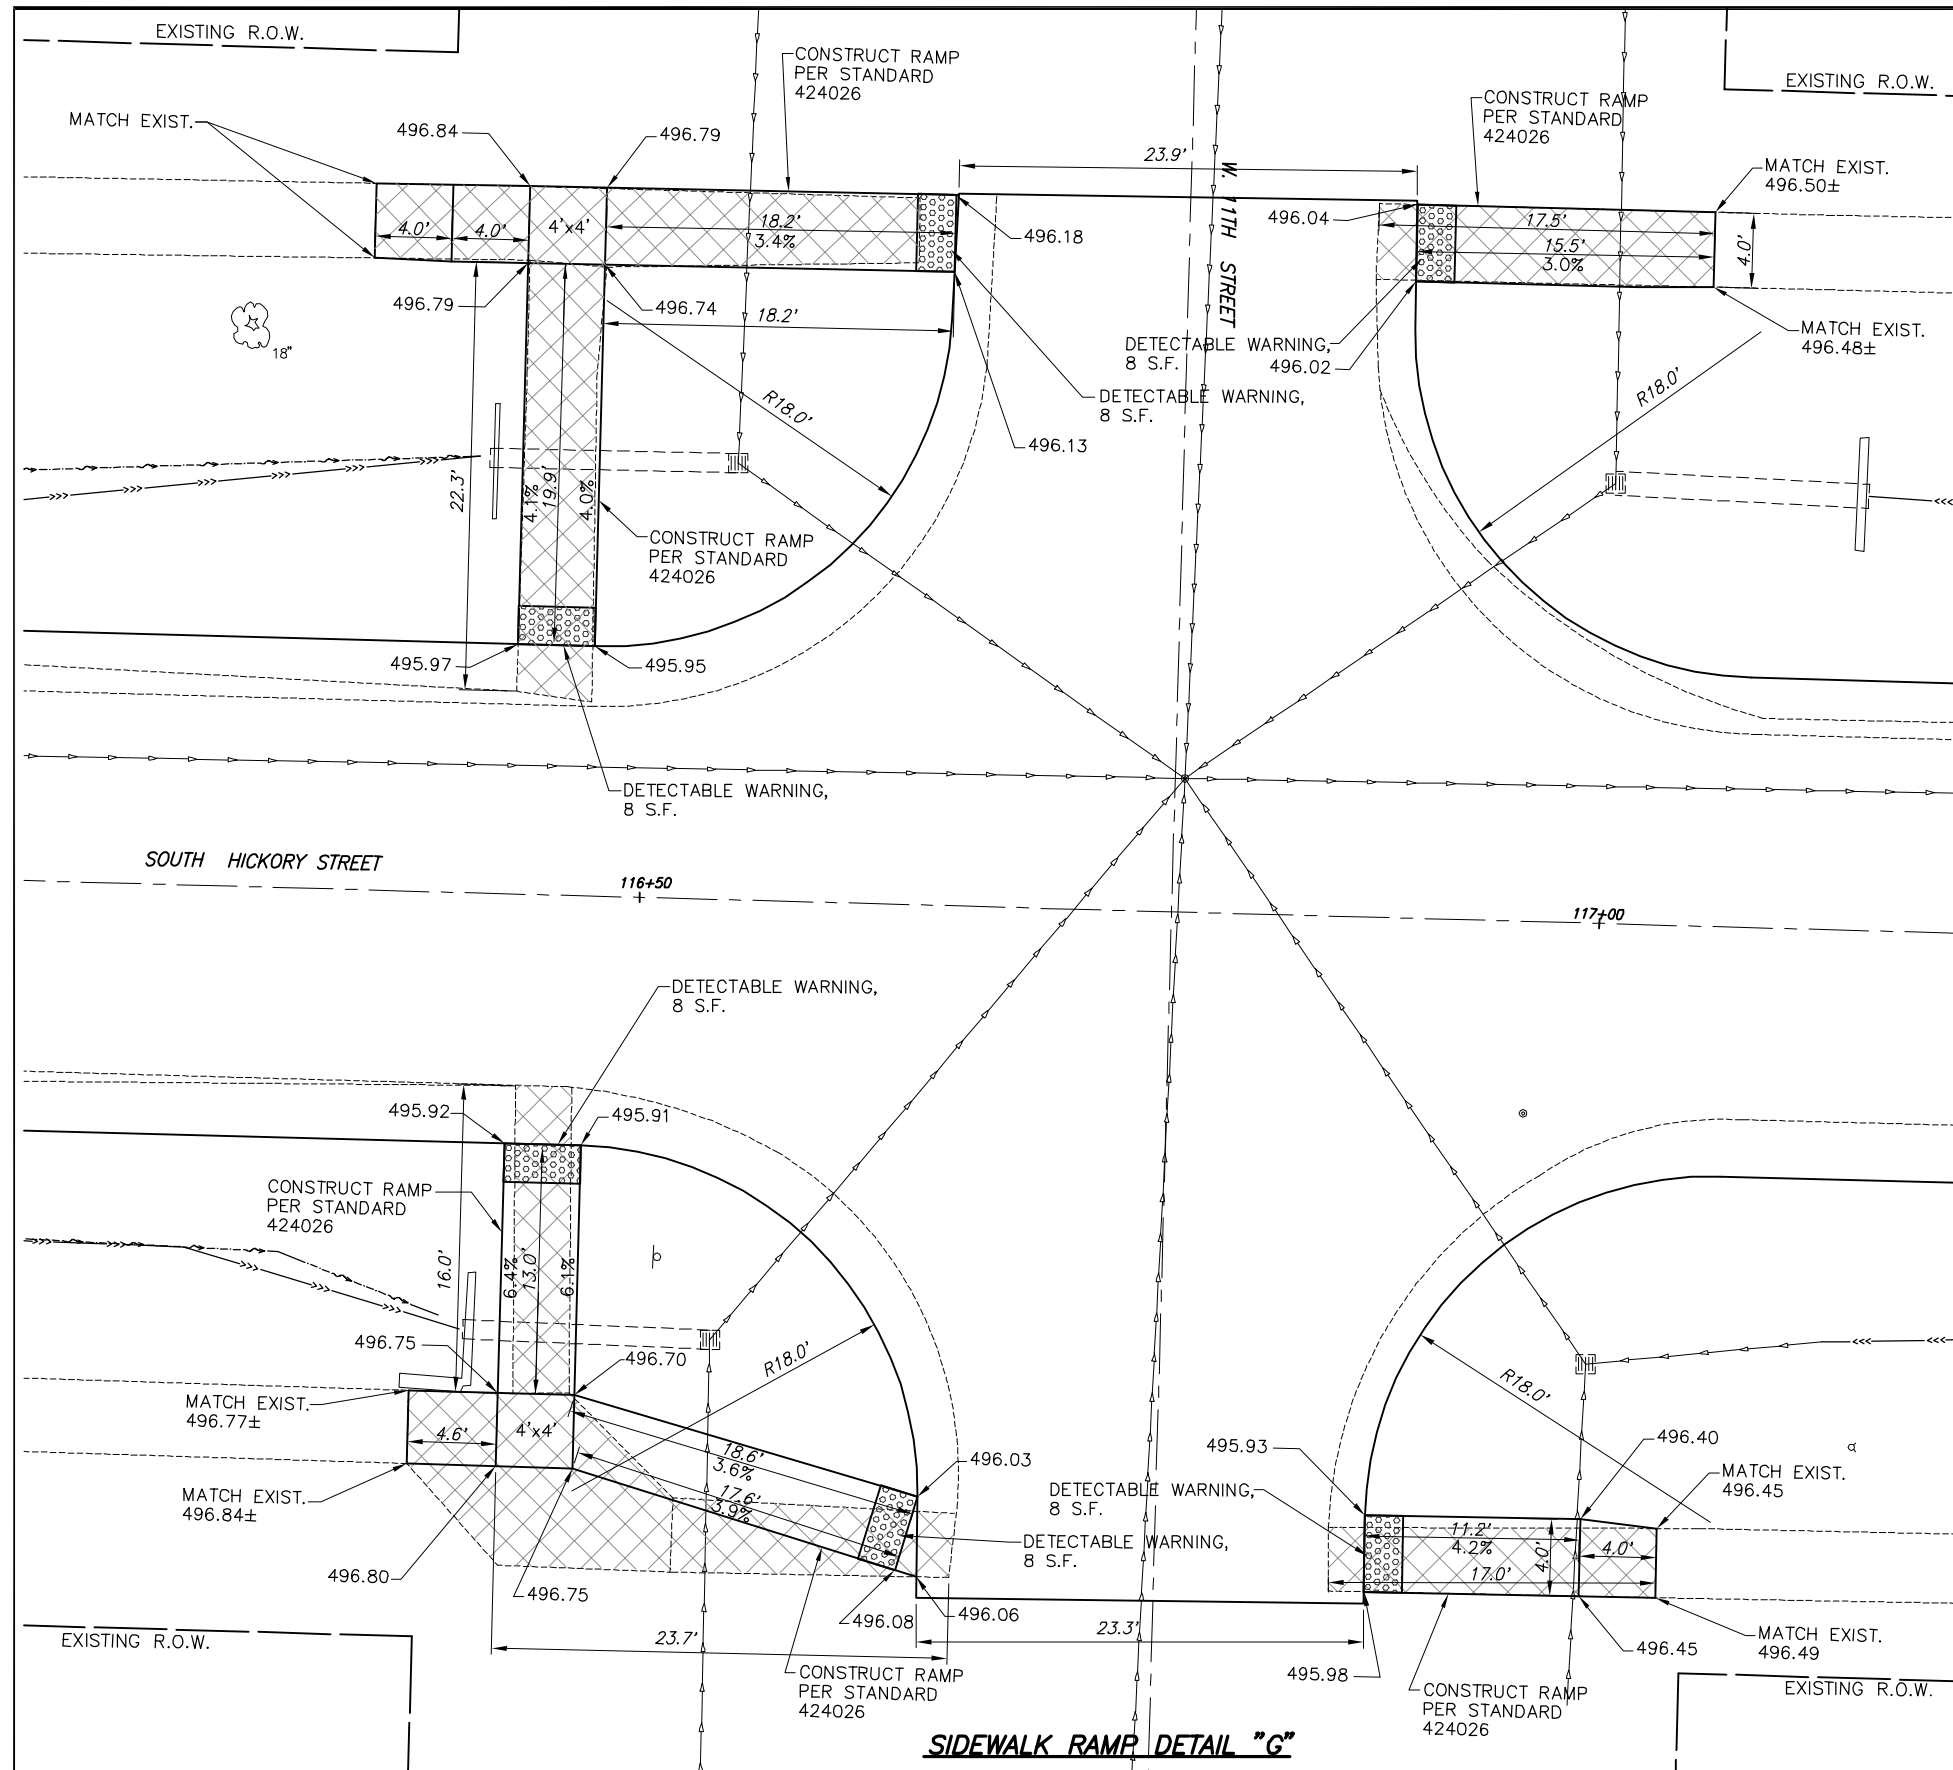 EXISTING R.O.W.
CONSTRUCT RAMP
PER STANDARD
424026
EXISTING R.O.W.
CONSTRUCT RAMP
PER STANDARD
424026
MATCH EXIST.
496.84
496.79
23.9'
W. 11TH STREET
MATCH EXIST.
496.50±
4.0'
4.0'
4'x4'
18.2'
3.4%
496.18
496.04
17.5'
15.5'
3.0%
4.0'
496.79
496.74
18.2'
18"
DETECTABLE WARNING,
8 S.F.
496.02
MATCH EXIST.
496.48±
DETECTABLE WARNING,
8 S.F.
R18.0'
R18.0'
496.13
22.3'
4.1%
19.9'
4.0%
CONSTRUCT RAMP
PER STANDARD
424026
495.97
495.95
DETECTABLE WARNING,
8 S.F.
SOUTH HICKORY STREET
116+50
117+00
DETECTABLE WARNING,
8 S.F.
495.92
495.91
CONSTRUCT RAMP
PER STANDARD
424026
16.0'
6.4%
13.0'
6.1%
496.75
496.70
R18.0'
R18.0'
MATCH EXIST.
496.77±
4.6'
4'x4'
18.6'
3.6%
17.6'
3.9%
496.03
495.93
496.40
MATCH EXIST.
496.45
MATCH EXIST.
496.84±
DETECTABLE WARNING,
8 S.F.
DETECTABLE WARNING,
8 S.F.
11.2'
4.2%
4.0'
4.0'
17.0'
496.80
496.75
496.08
496.06
23.7'
23.3'
495.98
496.45
MATCH EXIST.
496.49
EXISTING R.O.W.
CONSTRUCT RAMP
PER STANDARD
424026
CONSTRUCT RAMP
PER STANDARD
424026
EXISTING R.O.W.
SIDEWALK RAMP DETAIL "G"